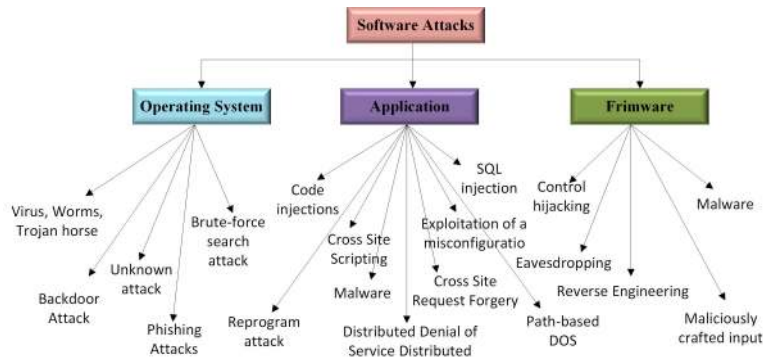 Software Attacks
Operating System
Application
Frimware
Virus, Worms,
Trojan horse
Backdoor
Attack
Unknown
attack
Phishing
Attacks
Brute-force
search
attack
Code
injections
Reprogram
attack
Cross Site
Scripting
Malware
Distributed Denial of
Service Distributed
Cross Site
Request Forgery
Exploitation of a
misconfiguratio
SQL
injection
Path-based
DOS
Control
hijacking
Eavesdropping
Reverse Engineering
Malware
Maliciously
crafted input